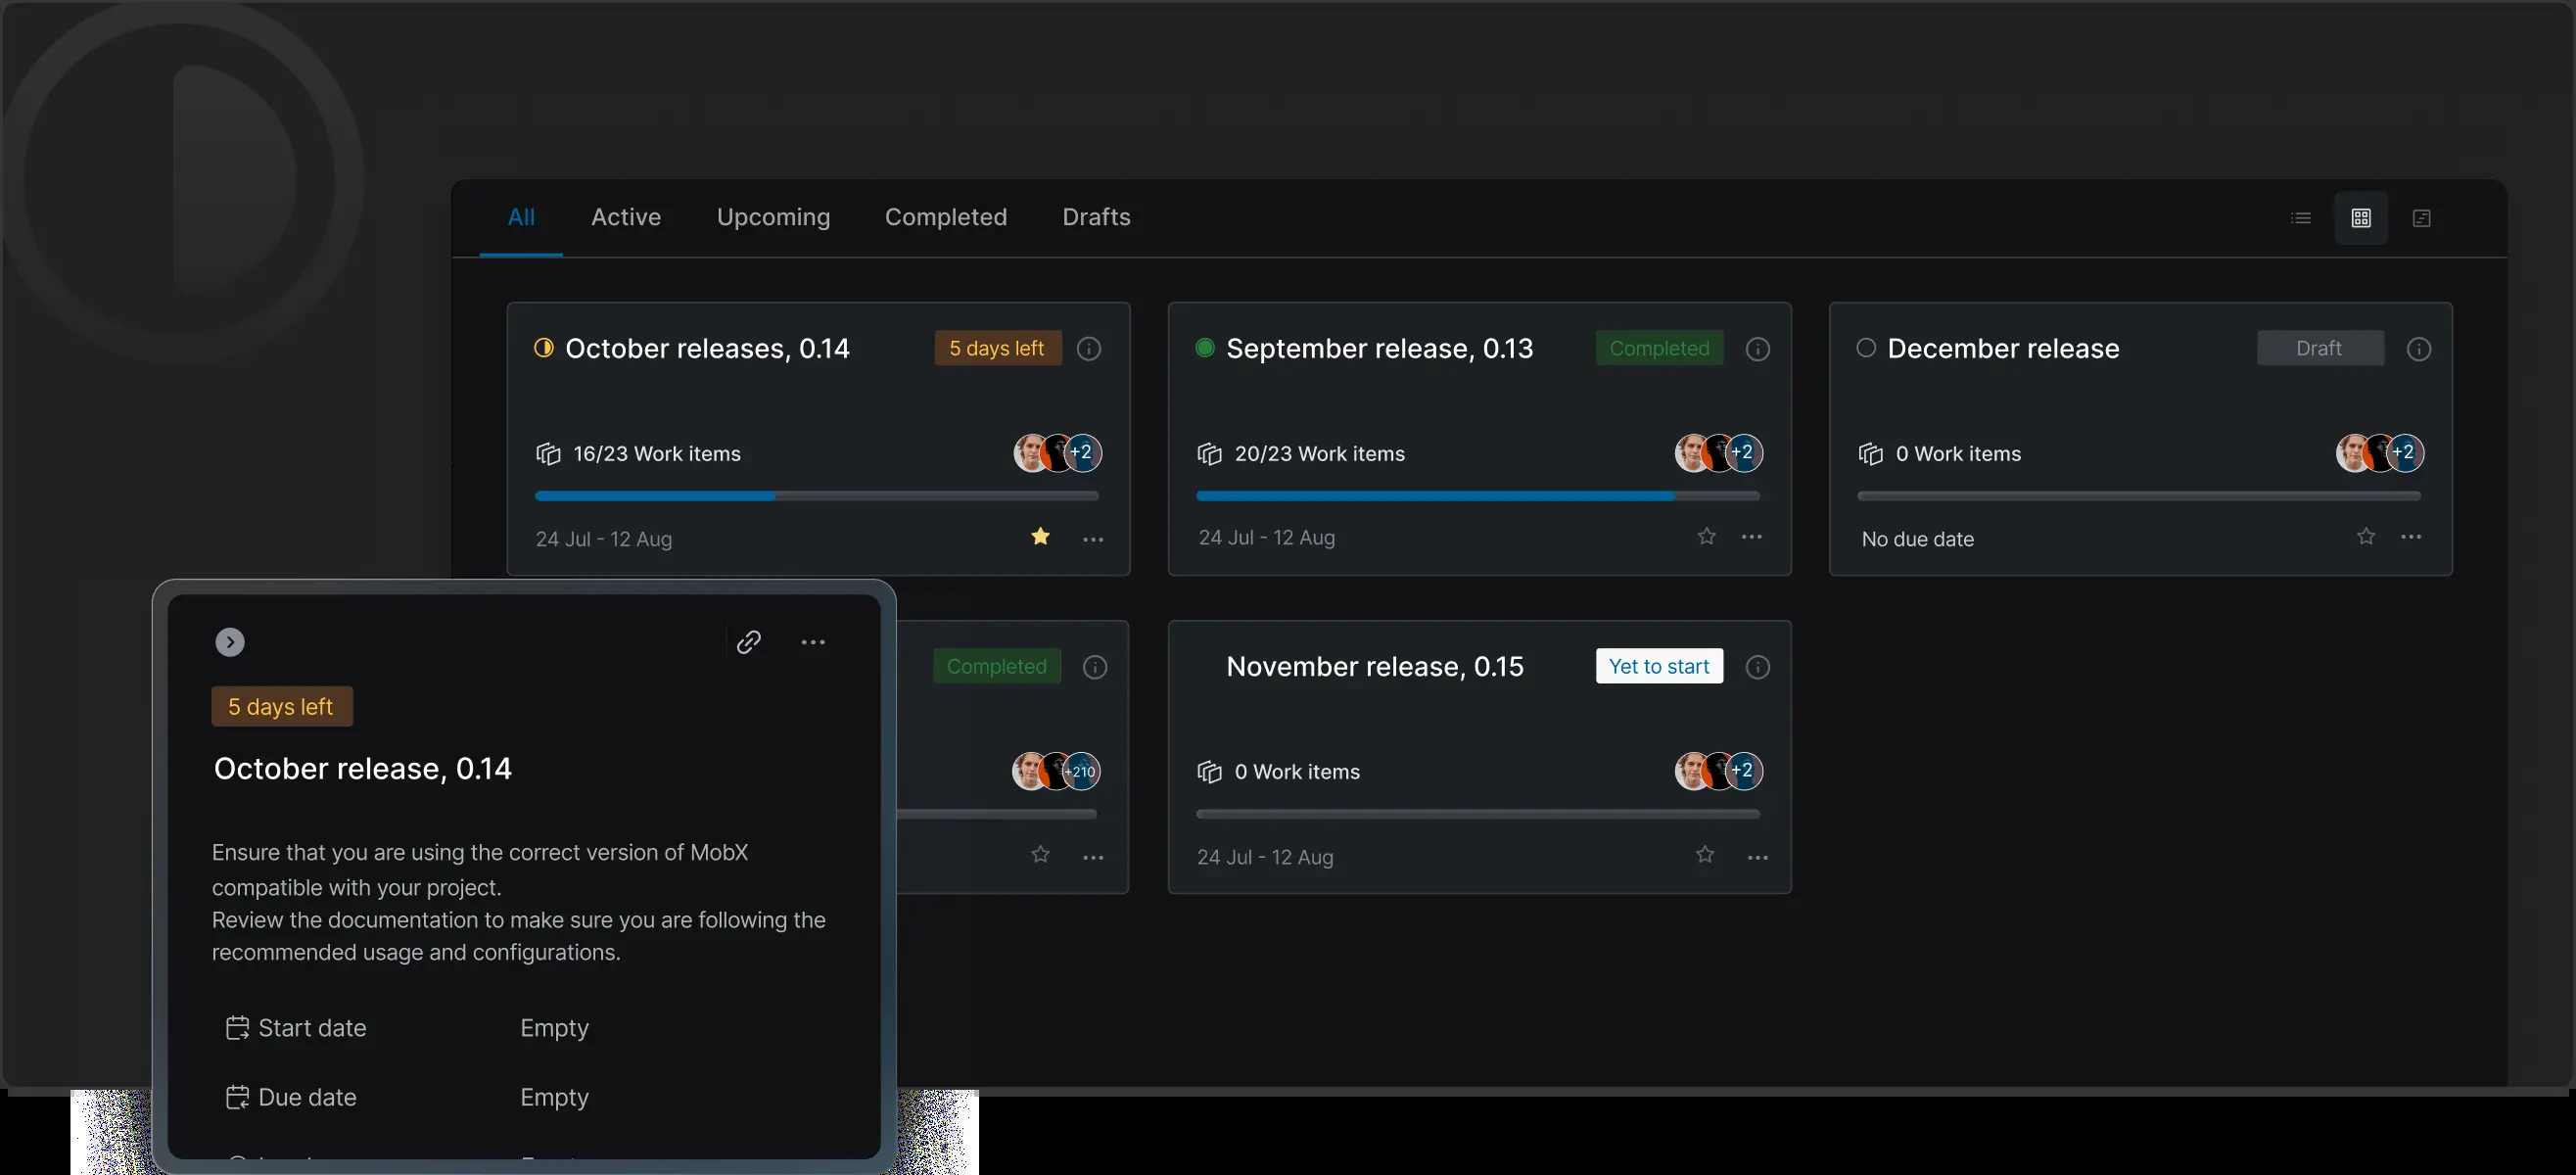 All Active Upcoming Completed Drafts
October releases, 0.14 5 days left
16/23 Work items +2
24 Jul - 12 Aug
September release, 0.13 Completed
20/23 Work items +2
24 Jul - 12 Aug
December release Draft
0 Work items +2
No due date
Completed
+210
November release, 0.15 Yet to start
0 Work items +2
24 Jul - 12 Aug
5 days left
October release, 0.14
Ensure that you are using the correct version of MobX
compatible with your project.
Review the documentation to make sure you are following the
recommended usage and configurations.
Start date Empty
Due date Empty